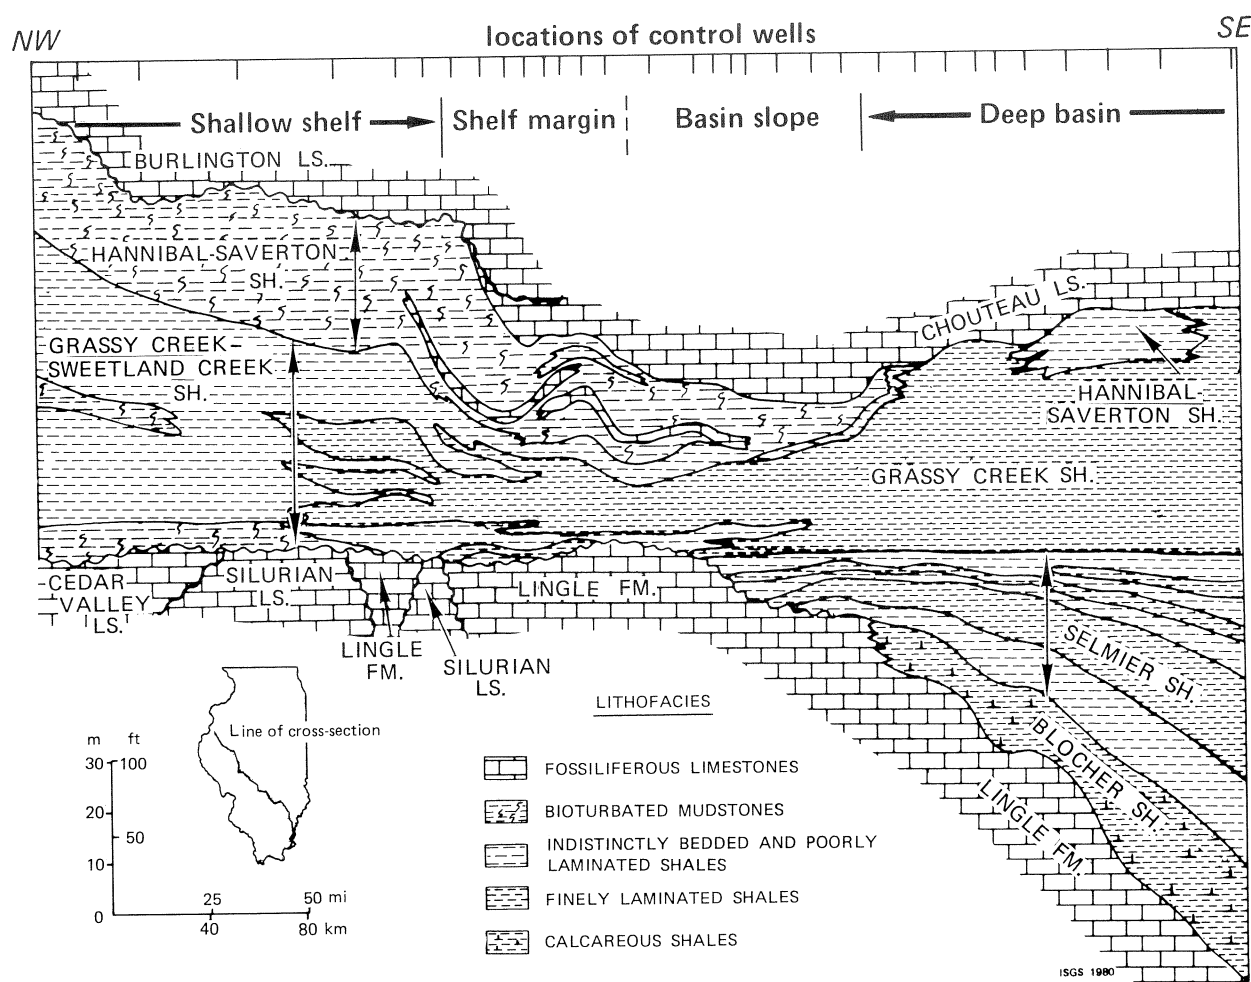 NW
locations of control wells
SE
Shallow shelf
Shelf margin
Basin slope
Deep basin
BURLINGTON LS.
HANNIBAL-SAVERTON
SH.
CHOUTEAU LS.
GRASSY CREEK-
SWEETLAND CREEK
SH.
HANNIBAL-
SAVERTON SH.
GRASSY CREEK SH.
CEDAR
VALLEY
LS.
SILURIAN
LS.
LINGLE FM.
LINGLE
FM.
SILURIAN
LS.
SELMIER SH.
BLOCHER SH.
LINGLE FM.
Line of cross-section
m ft
30 100
20
50
10
0
25 50 mi
40 80 km
LITHOFACIES
FOSSILIFEROUS LIMESTONES
BIOTURBATED MUDSTONES
INDISTINCTLY BEDDED AND POORLY
LAMINATED SHALES
FINELY LAMINATED SHALES
CALCAREOUS SHALES
ISGS 1980